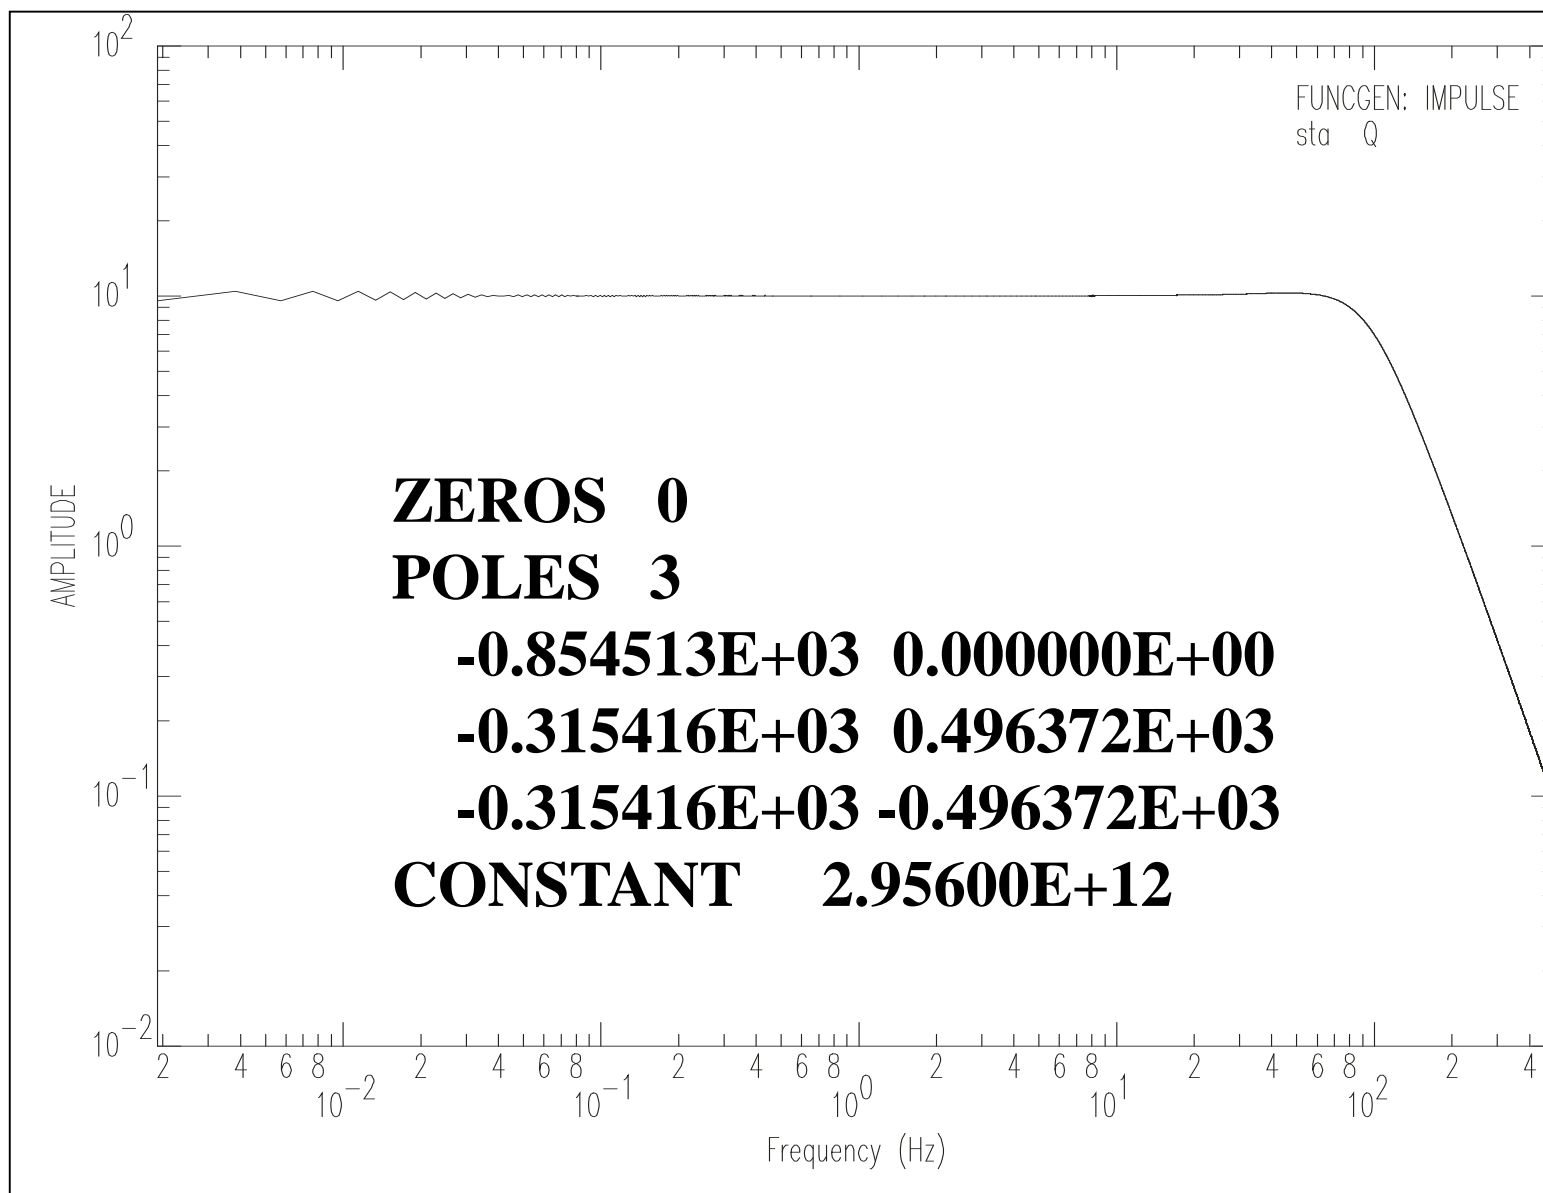 10^2
FUNCGEN: IMPULSE
sta Q
10^1
AMPLITUDE
10^0
ZEROS 0
POLES 3
-0.854513E+03 0.000000E+00
-0.315416E+03 0.496372E+03
-0.315416E+03 -0.496372E+03
CONSTANT 2.95600E+12
10^-1
10^-2
2 4 6 8 2 4 6 8 2 4 6 8 2 4 6 8 2 4 6 8 2 4
10^-2 10^-1 10^0 10^1 10^2
Frequency (Hz)